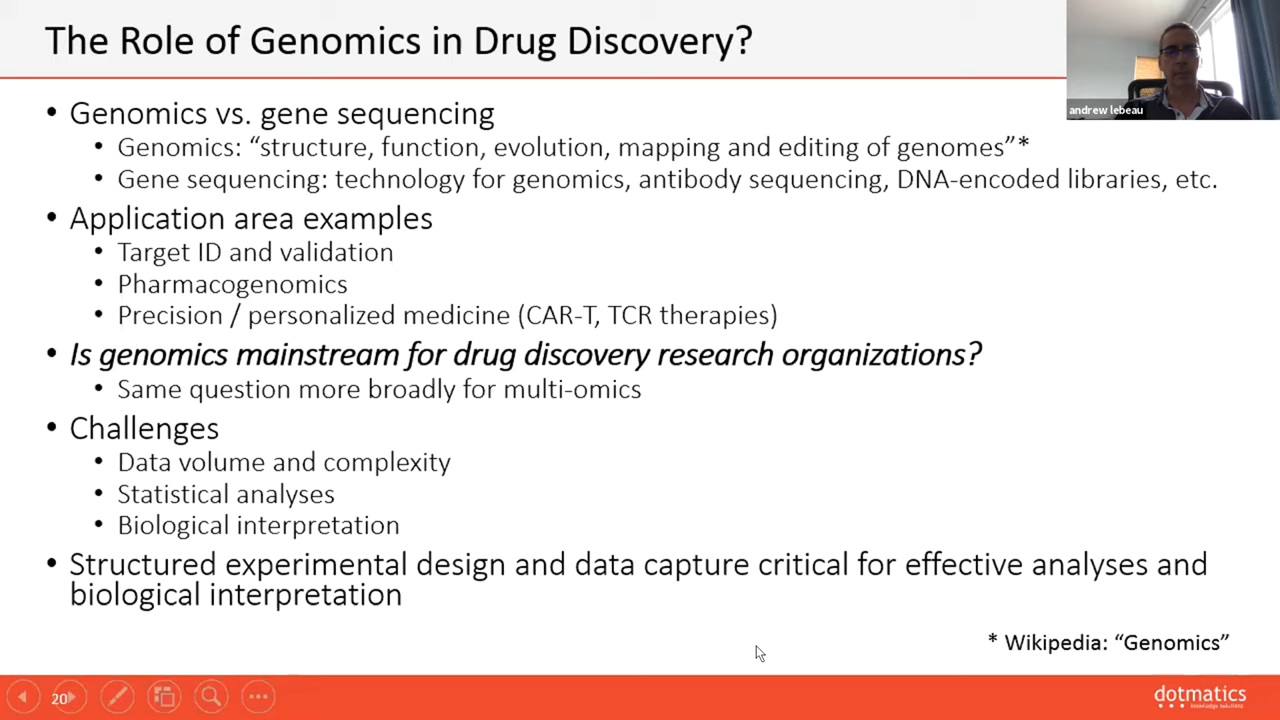 The Role of Genomics in Drug Discovery?
andrew lebeau
• Genomics vs. gene sequencing
• Genomics: “structure, function, evolution, mapping and editing of genomes”*
• Gene sequencing: technology for genomics, antibody sequencing, DNA-encoded libraries, etc.
• Application area examples
• Target ID and validation
• Pharmacogenomics
• Precision / personalized medicine (CAR-T, TCR therapies)
• Is genomics mainstream for drug discovery research organizations?
• Same question more broadly for multi-omics
• Challenges
• Data volume and complexity
• Statistical analyses
• Biological interpretation
• Structured experimental design and data capture critical for effective analyses and
biological interpretation
* Wikipedia: “Genomics”
20
dotmatics
knowledge solutions